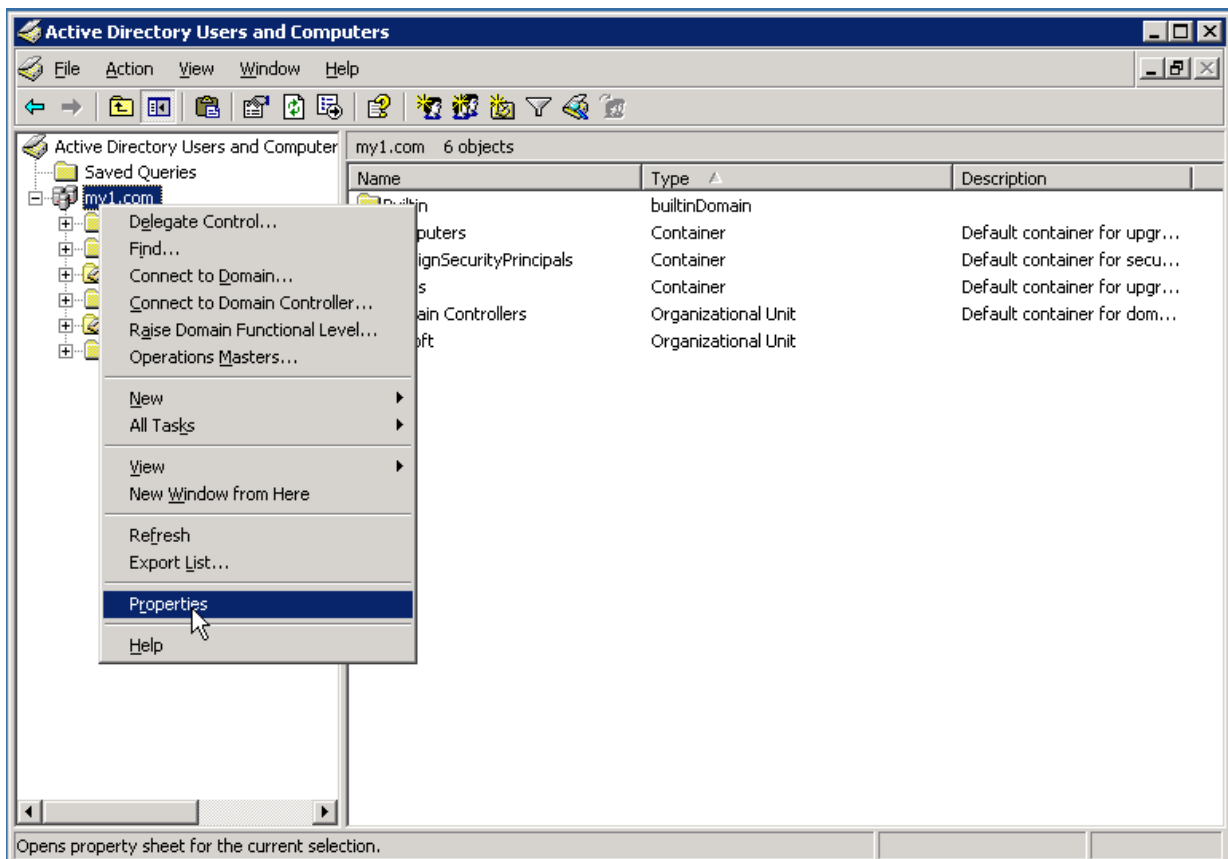 Active Directory Users and Computers
File Action View Window Help
Active Directory Users and Computer
my1.com 6 objects
Saved Queries
Name Type Description
my1.com
builtinDomain
puters Container Default container for upgr...
ignSecurityPrincipals Container Default container for secu...
s Container Default container for upgr...
ain Controllers Organizational Unit Default container for dom...
oft Organizational Unit
Delegate Control...
Find...
Connect to Domain...
Connect to Domain Controller...
Raise Domain Functional Level...
Operations Masters...
New
All Tasks
View
New Window from Here
Refresh
Export List...
Properties
Help
Opens property sheet for the current selection.